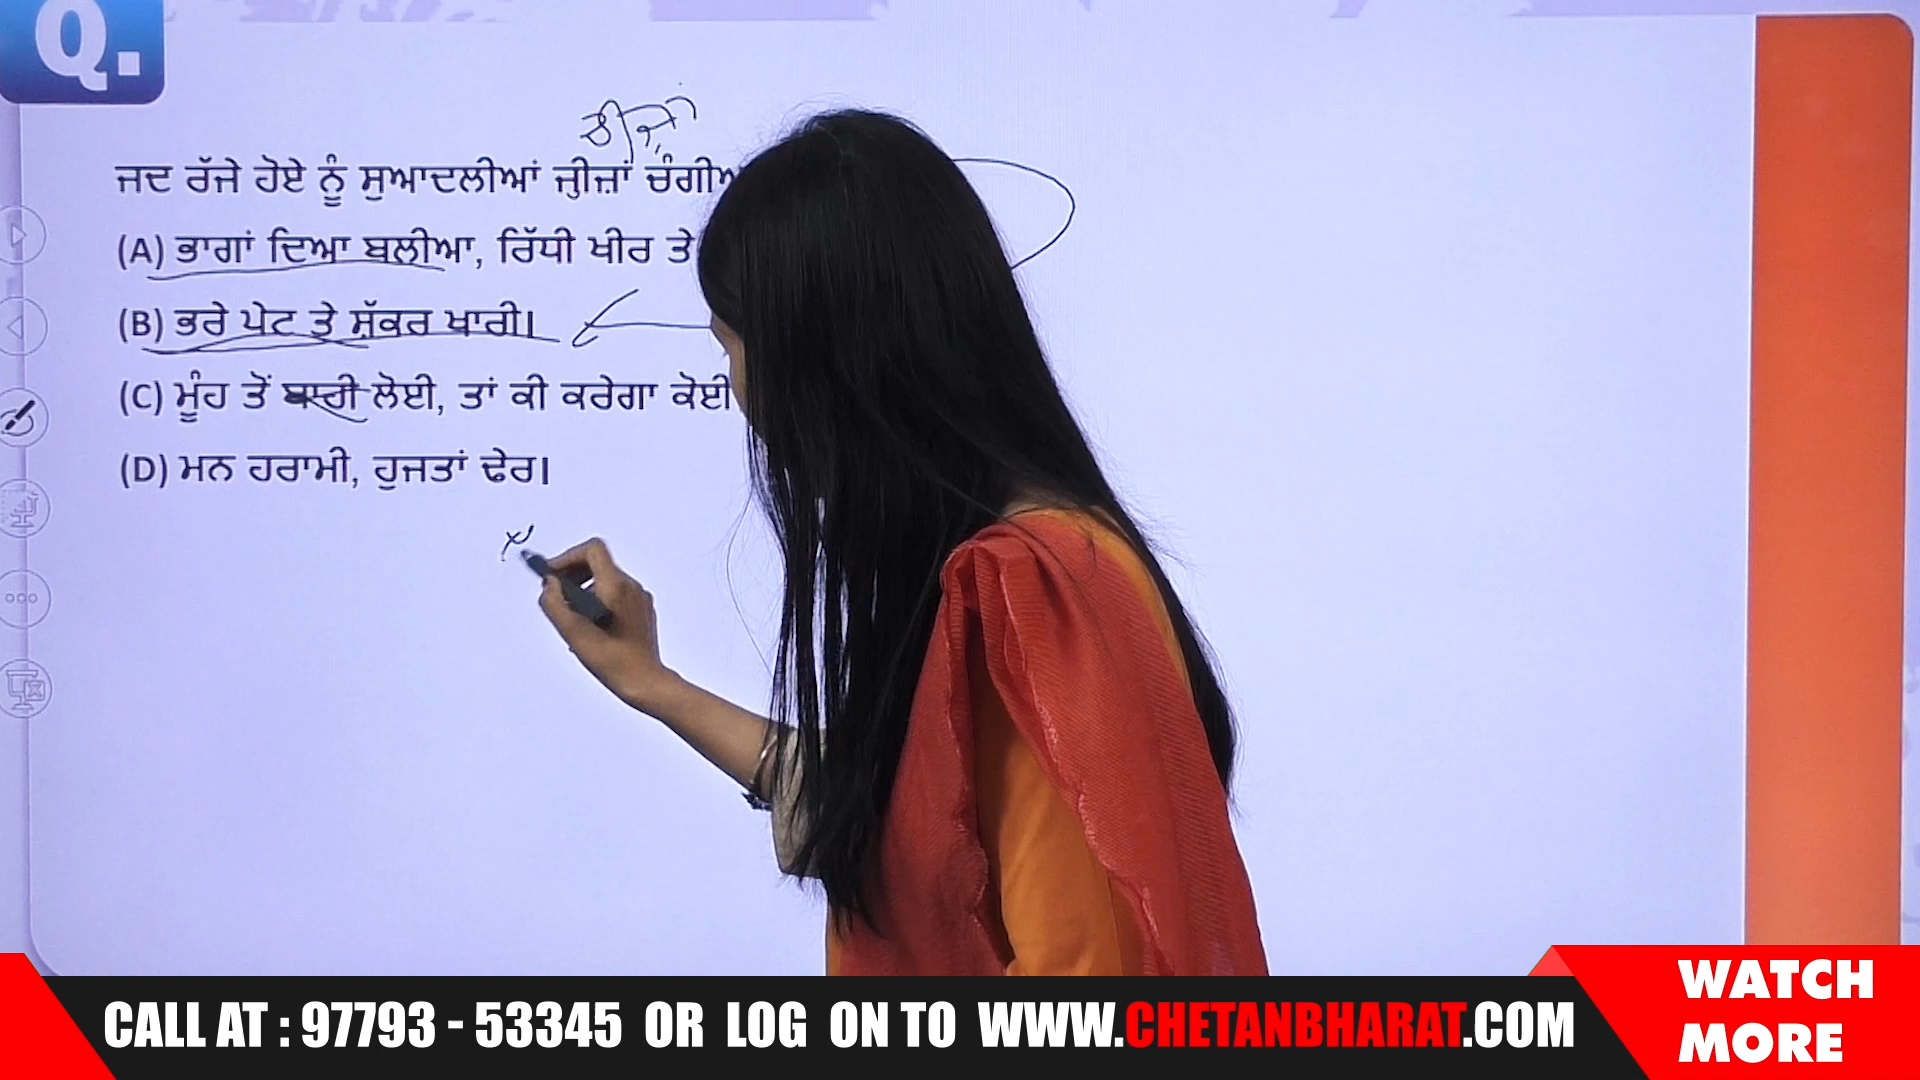 Q.
ਚੀਜ਼ਾਂ
ਜਦ ਰੱਜੇ ਹੋਏ ਨੂੰ ਸੁਆਦਲੀਆਂ ਜ੍ਹੀਜ਼ਾਂ
(A) ਭਾਗਾਂ ਦਿਆ ਬਲੀਆ, ਰਿੱਧੀ ਖੀਰ ਤੇ
(B) ਭਰੇ ਪੇਟ ਤੇ ਸ਼ੱਕਰ ਖਾਰੀ।
(C) ਮੂੰਹ ਤੋਂ ਲੋਈ, ਤਾਂ ਕੀ ਕਰੇਗਾ ਕੋਈ
(D) ਮਨ ਹਰਾਮੀ, ਹੁਜਤਾਂ ਢੇਰ।
CALL AT : 97793 - 53345 OR LOG ON TO WWW.CHETANBHARAT.COM
WATCH
MORE